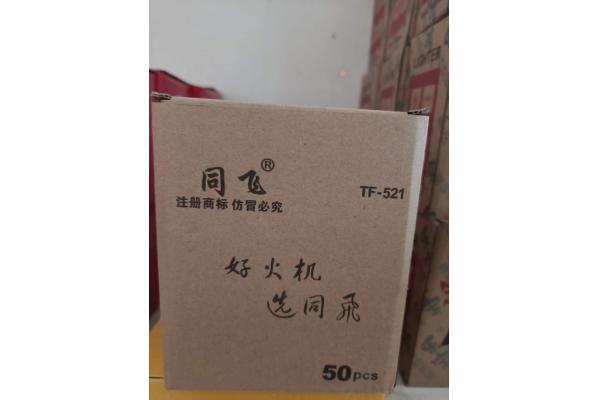 同飞®
注册商标 仿冒必究
TF-521
好火机
选同飛
50pcs
LIGHTER